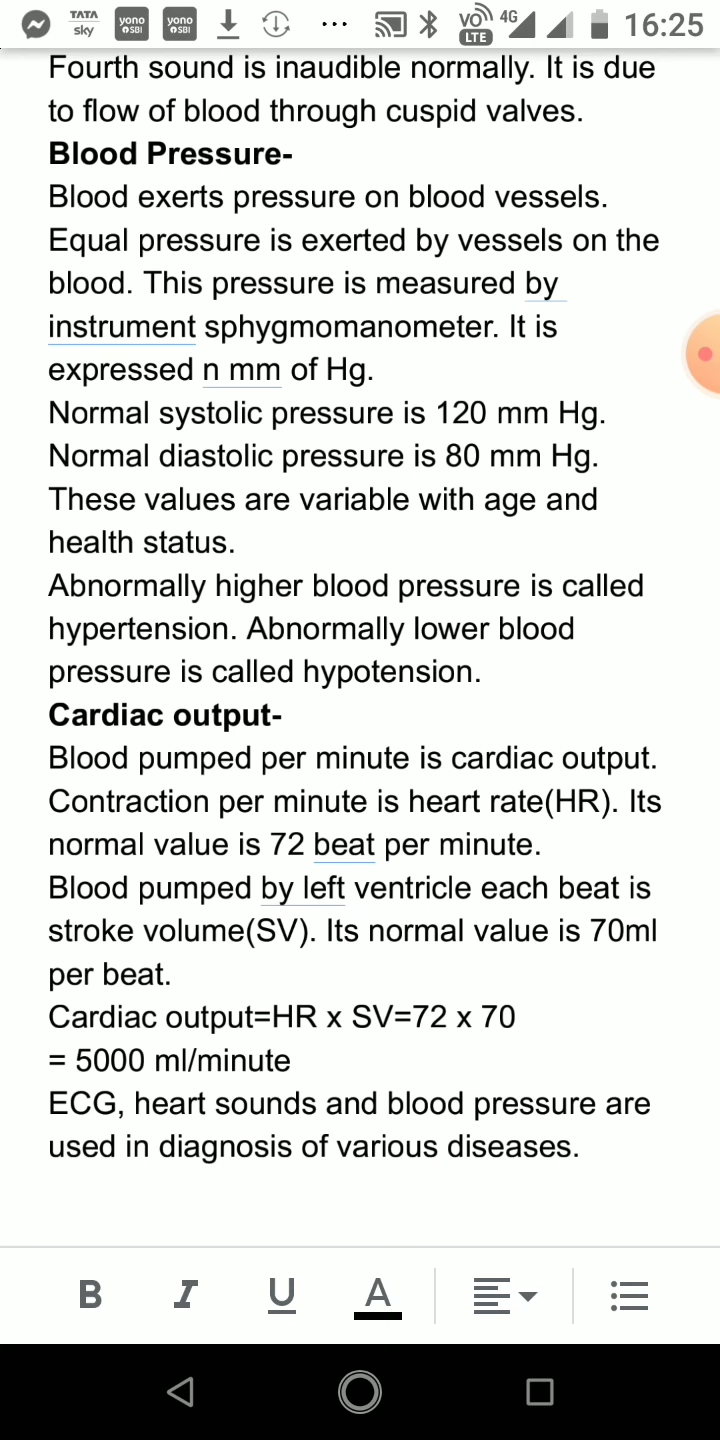 TATA
sky
yono
SBI
yono
SBI
VO
LTE
4G
16:25
Fourth sound is inaudible normally. It is due
to flow of blood through cuspid valves.
Blood Pressure-
Blood exerts pressure on blood vessels.
Equal pressure is exerted by vessels on the
blood. This pressure is measured by
instrument sphygmomanometer. It is
expressed n mm of Hg.
Normal systolic pressure is 120 mm Hg.
Normal diastolic pressure is 80 mm Hg.
These values are variable with age and
health status.
Abnormally higher blood pressure is called
hypertension. Abnormally lower blood
pressure is called hypotension.
Cardiac output-
Blood pumped per minute is cardiac output.
Contraction per minute is heart rate(HR). Its
normal value is 72 beat per minute.
Blood pumped by left ventricle each beat is
stroke volume(SV). Its normal value is 70ml
per beat.
Cardiac output=HR x SV=72 x 70
= 5000 ml/minute
ECG, heart sounds and blood pressure are
used in diagnosis of various diseases.
B I U A